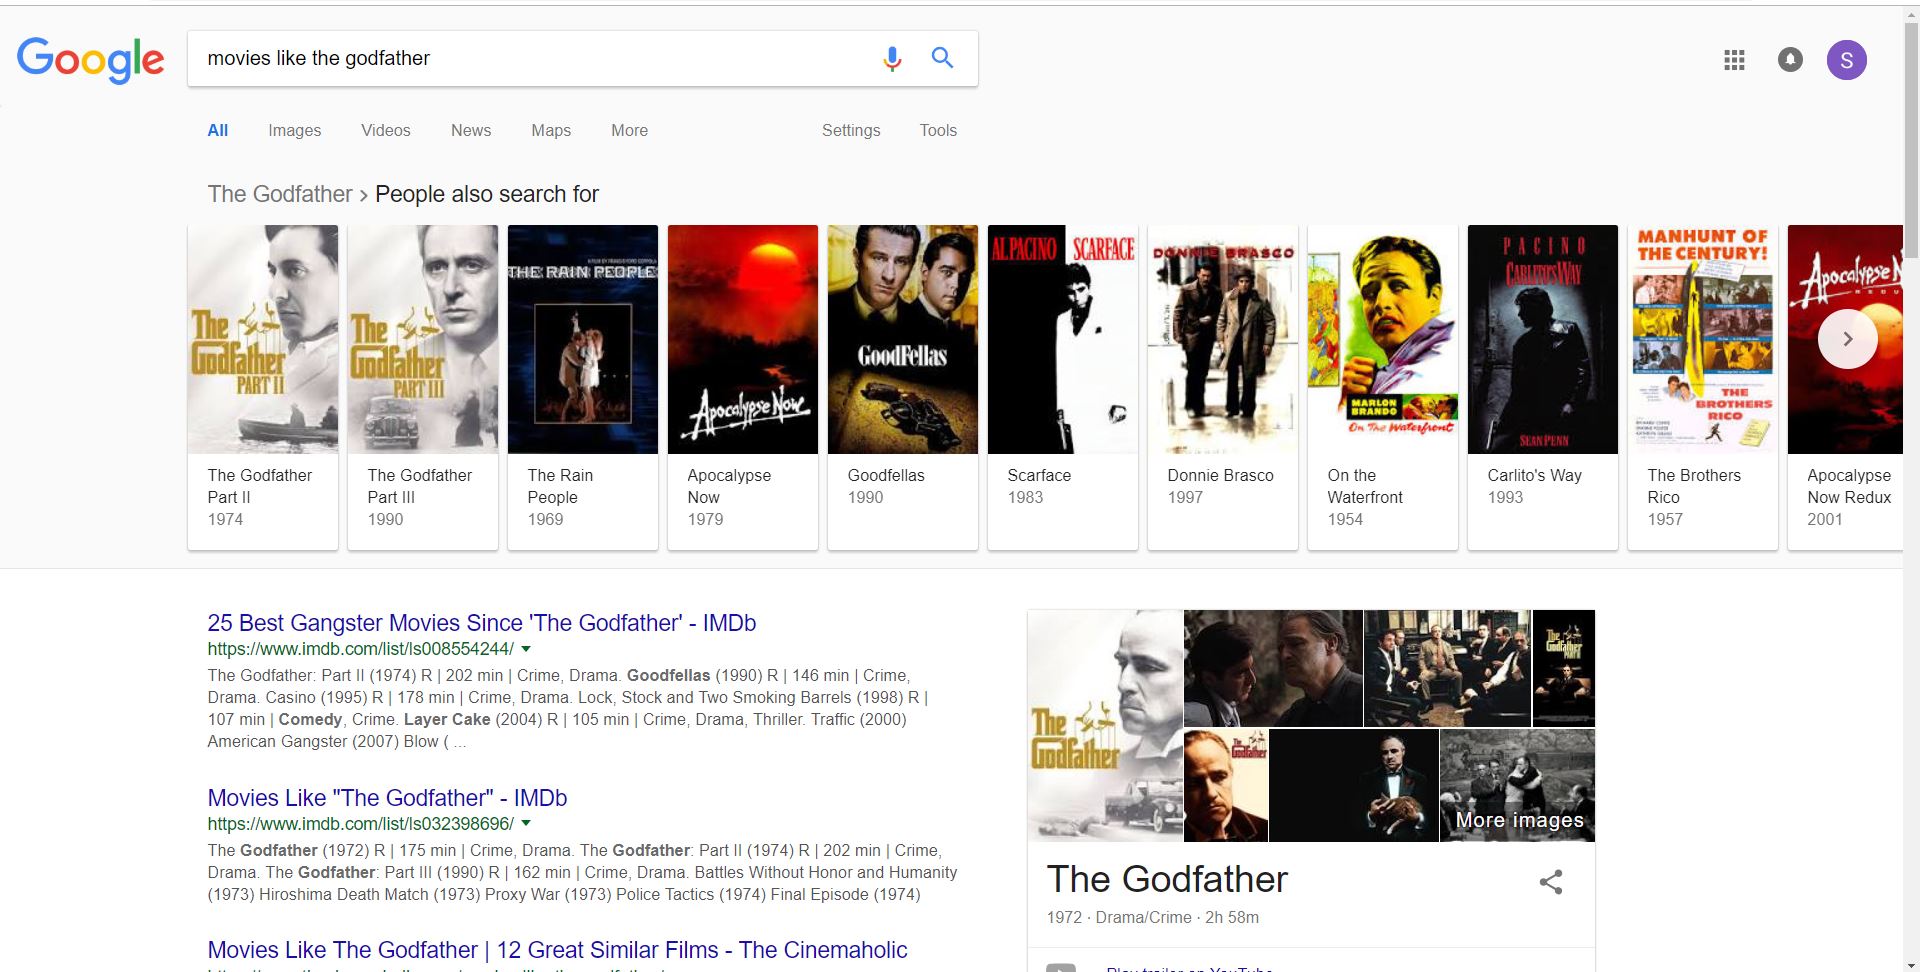 Google
movies like the godfather
S
All Images Videos News Maps More Settings Tools
The Godfather › People also search for
The Godfather PART II
The Godfather PART III
THE RAIN PEOPLE
Apocalypse Now
GoodFellas
AL PACINO SCARFACE
DONNIE BRASCO
MARLON BRANDO
On The Waterfront
PACINO
CARLITO'S WAY
SEAN PENN
MANHUNT OF THE CENTURY!
THE BROTHERS RICO
Apocalypse N
REDU
The Godfather Part II
1974
The Godfather Part III
1990
The Rain People
1969
Apocalypse Now
1979
Goodfellas
1990
Scarface
1983
Donnie Brasco
1997
On the Waterfront
1954
Carlito's Way
1993
The Brothers Rico
1957
Apocalypse Now Redux
2001
25 Best Gangster Movies Since 'The Godfather' - IMDb
https://www.imdb.com/list/ls008554244/
The Godfather: Part II (1974) R | 202 min | Crime, Drama. Goodfellas (1990) R | 146 min | Crime,
Drama. Casino (1995) R | 178 min | Crime, Drama. Lock, Stock and Two Smoking Barrels (1998) R |
107 min | Comedy, Crime. Layer Cake (2004) R | 105 min | Crime, Drama, Thriller. Traffic (2000)
American Gangster (2007) Blow ( ...
Movies Like "The Godfather" - IMDb
https://www.imdb.com/list/ls032398696/
The Godfather (1972) R | 175 min | Crime, Drama. The Godfather: Part II (1974) R | 202 min | Crime,
Drama. The Godfather: Part III (1990) R | 162 min | Crime, Drama. Battles Without Honor and Humanity
(1973) Hiroshima Death Match (1973) Proxy War (1973) Police Tactics (1974) Final Episode (1974)
Movies Like The Godfather | 12 Great Similar Films - The Cinemaholic
The Godfather
The Godfather
The Godfather
More images
The Godfather
1972 · Drama/Crime · 2h 58m
Play trailer on YouTube